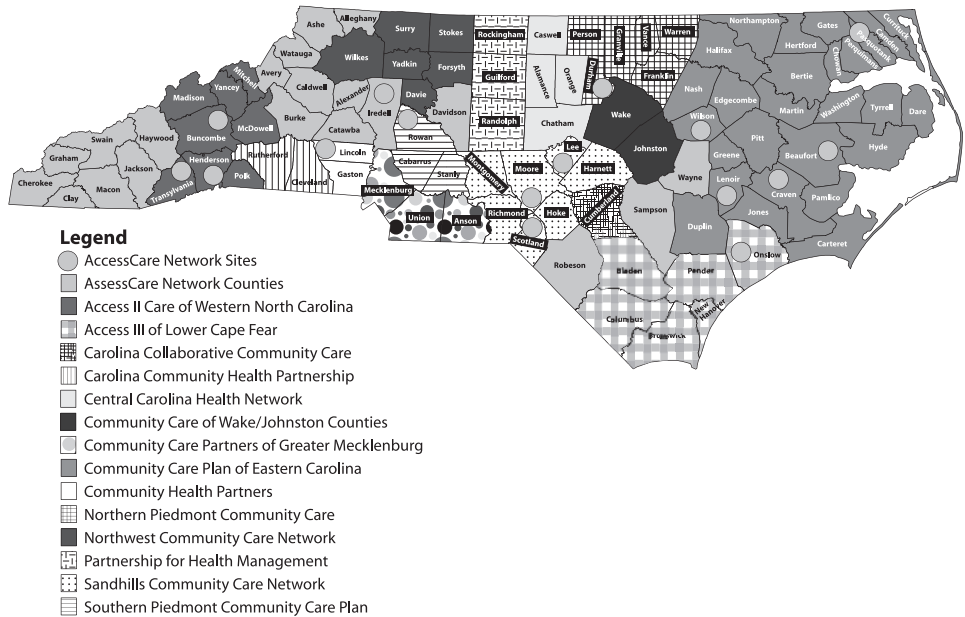 Ashe
Alleghany
Surry
Stokes
Rockingham
Caswell
Person
Granville
Vance
Warren
Northampton
Gates
Currituck
Camden
Pasquotank
Perquimans
Chowan
Hertford
Halifax
Watauga
Wilkes
Yadkin
Forsyth
Guilford
Alamance
Orange
Durham
Franklin
Nash
Bertie
Mitchell
Avery
Caldwell
Alexander
Iredell
Davie
Davidson
Randolph
Chatham
Wake
Edgecombe
Martin
Washington
Tyrrell
Dare
Madison
Yancey
Burke
Catawba
Rowan
Wilson
Pitt
Beaufort
Hyde
Swain
Haywood
Buncombe
McDowell
Lincoln
Cabarrus
Stanly
Montgomery
Moore
Lee
Harnett
Johnston
Greene
Graham
Jackson
Henderson
Rutherford
Cleveland
Gaston
Wayne
Lenoir
Craven
Pamlico
Cherokee
Clay
Macon
Transylvania
Polk
Mecklenburg
Union
Anson
Richmond
Hoke
Cumberland
Sampson
Duplin
Jones
Carteret
Scotland
Robeson
Bladen
Pender
Onslow
Columbus
New
Hanover
Brunswick
Legend
AccessCare Network Sites
AssessCare Network Counties
Access II Care of Western North Carolina
Access III of Lower Cape Fear
Carolina Collaborative Community Care
Carolina Community Health Partnership
Central Carolina Health Network
Community Care of Wake/Johnston Counties
Community Care Partners of Greater Mecklenburg
Community Care Plan of Eastern Carolina
Community Health Partners
Northern Piedmont Community Care
Northwest Community Care Network
Partnership for Health Management
Sandhills Community Care Network
Southern Piedmont Community Care Plan